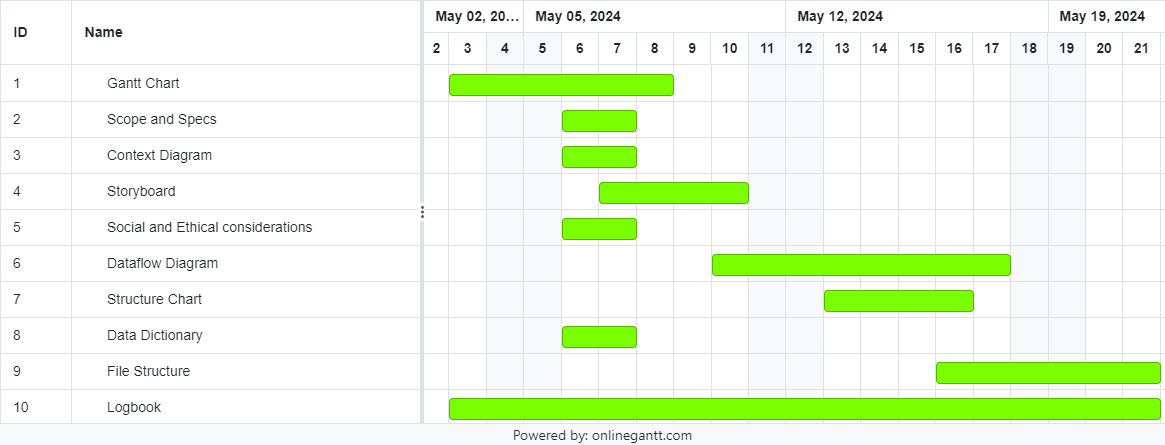 ID Name May 02, 20... May 05, 2024 May 12, 2024 May 19, 2024
2 3 4 5 6 7 8 9 10 11 12 13 14 15 16 17 18 19 20 21
1 Gantt Chart
2 Scope and Specs
3 Context Diagram
4 Storyboard
5 Social and Ethical considerations
6 Dataflow Diagram
7 Structure Chart
8 Data Dictionary
9 File Structure
10 Logbook
Powered by: onlinegantt.com